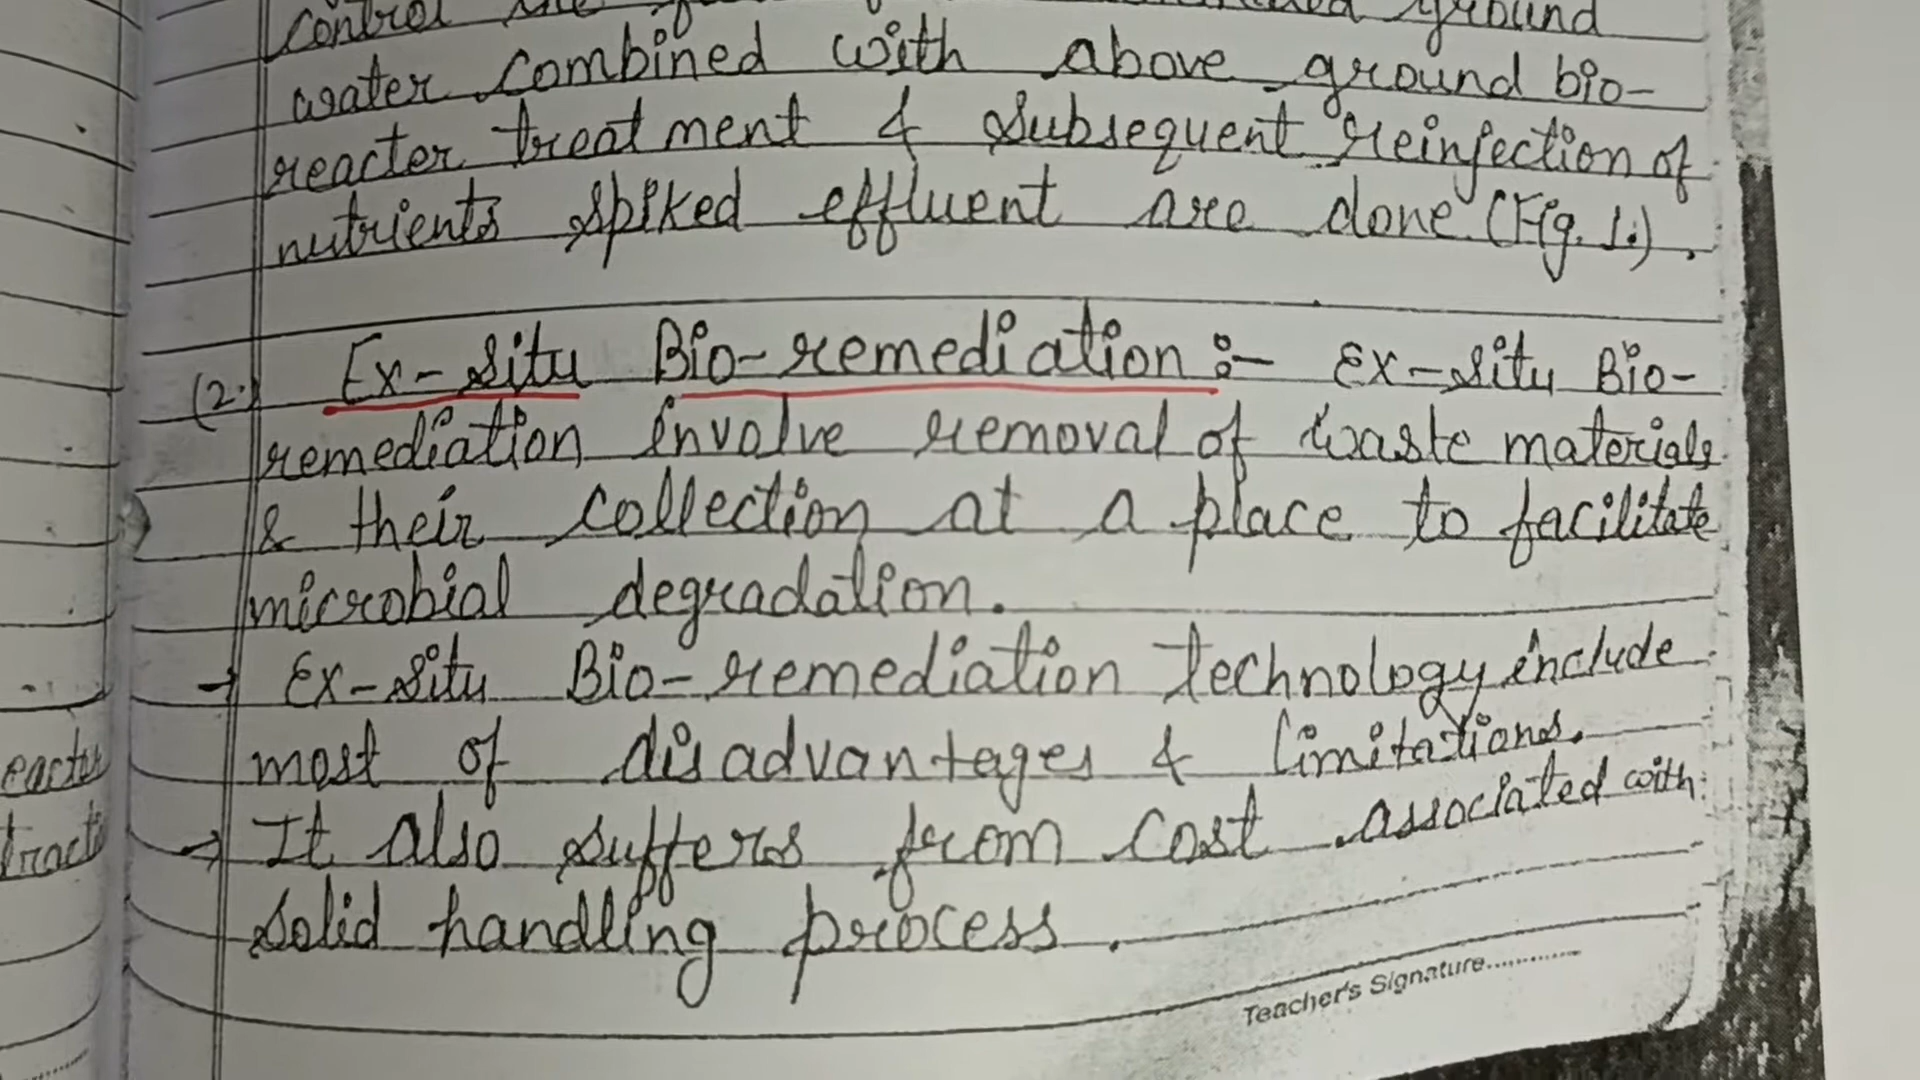 control the ground
water combined with above ground bio-
reacter treatment & subsequent reinjection of
nutrients spiked effluent are done (Fig. 1.).
(2.) Ex-situ Bio-remediation :- Ex-situ Bio-
remediation involve removal of waste materials
& their collection at a place to facilitate
microbial degradation.
→ Ex-situ Bio-remediation technology include
most of disadvantages & limitations.
→ It also suffers from cost associated with
solid handling process.
Teacher's Signature.............